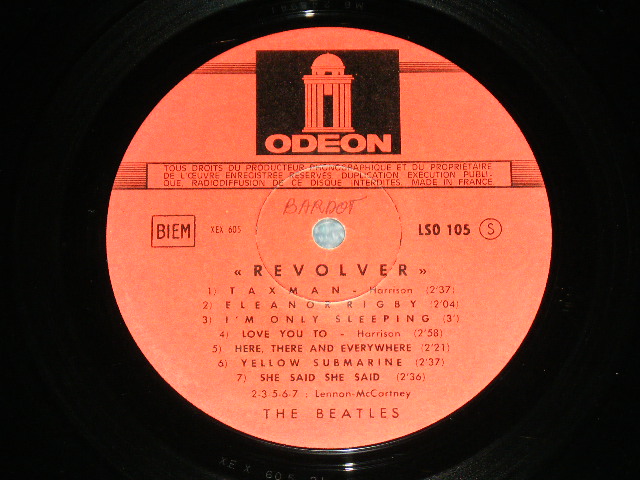 ODEON
TOUS DROITS DU PRODUCTEUR PHONOGRAPHIQUE ET DU PROPRIETAIRE
DE L'ŒUVRE ENREGISTREE RESERVES DUPLICATION EXECUTION PUBLI-
QUE, RADIODIFFUSION DE CE DISQUE INTERDITES. MADE IN FRANCE
BARDOT
BIEM XEX 605 LSO 105 S
« REVOLVER »
1) TAXMAN - Harrison (2'37)
2) ELEANOR RIGBY (2'04)
3) I'M ONLY SLEEPING (3')
4) LOVE YOU TO - Harrison (2'58)
5) HERE, THERE AND EVERYWHERE (2'21)
6) YELLOW SUBMARINE (2'37)
7) SHE SAID SHE SAID (2'36)
2-3-5-6-7 : Lennon-McCortney
THE BEATLES
XEX 605